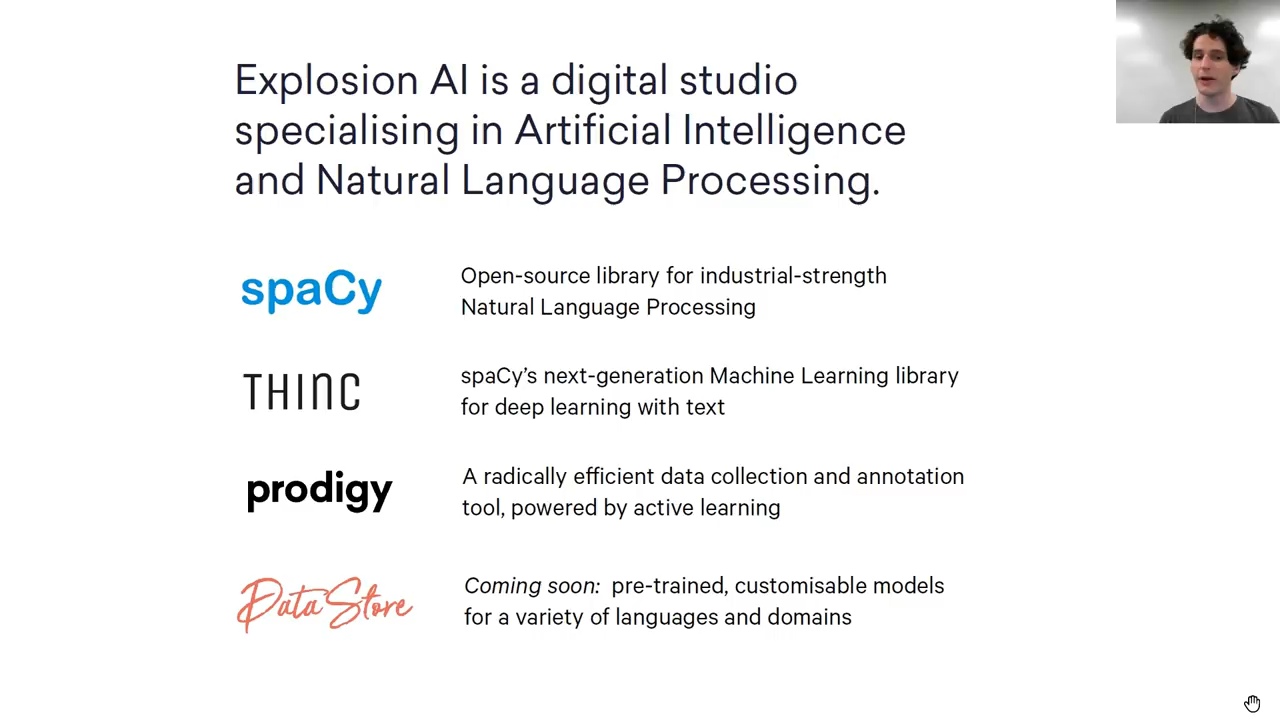 Explosion AI is a digital studio
specialising in Artificial Intelligence
and Natural Language Processing.
spaCy
Open-source library for industrial-strength
Natural Language Processing
THINC
spaCy’s next-generation Machine Learning library
for deep learning with text
prodigy
A radically efficient data collection and annotation
tool, powered by active learning
Data Store
Coming soon: pre-trained, customisable models
for a variety of languages and domains